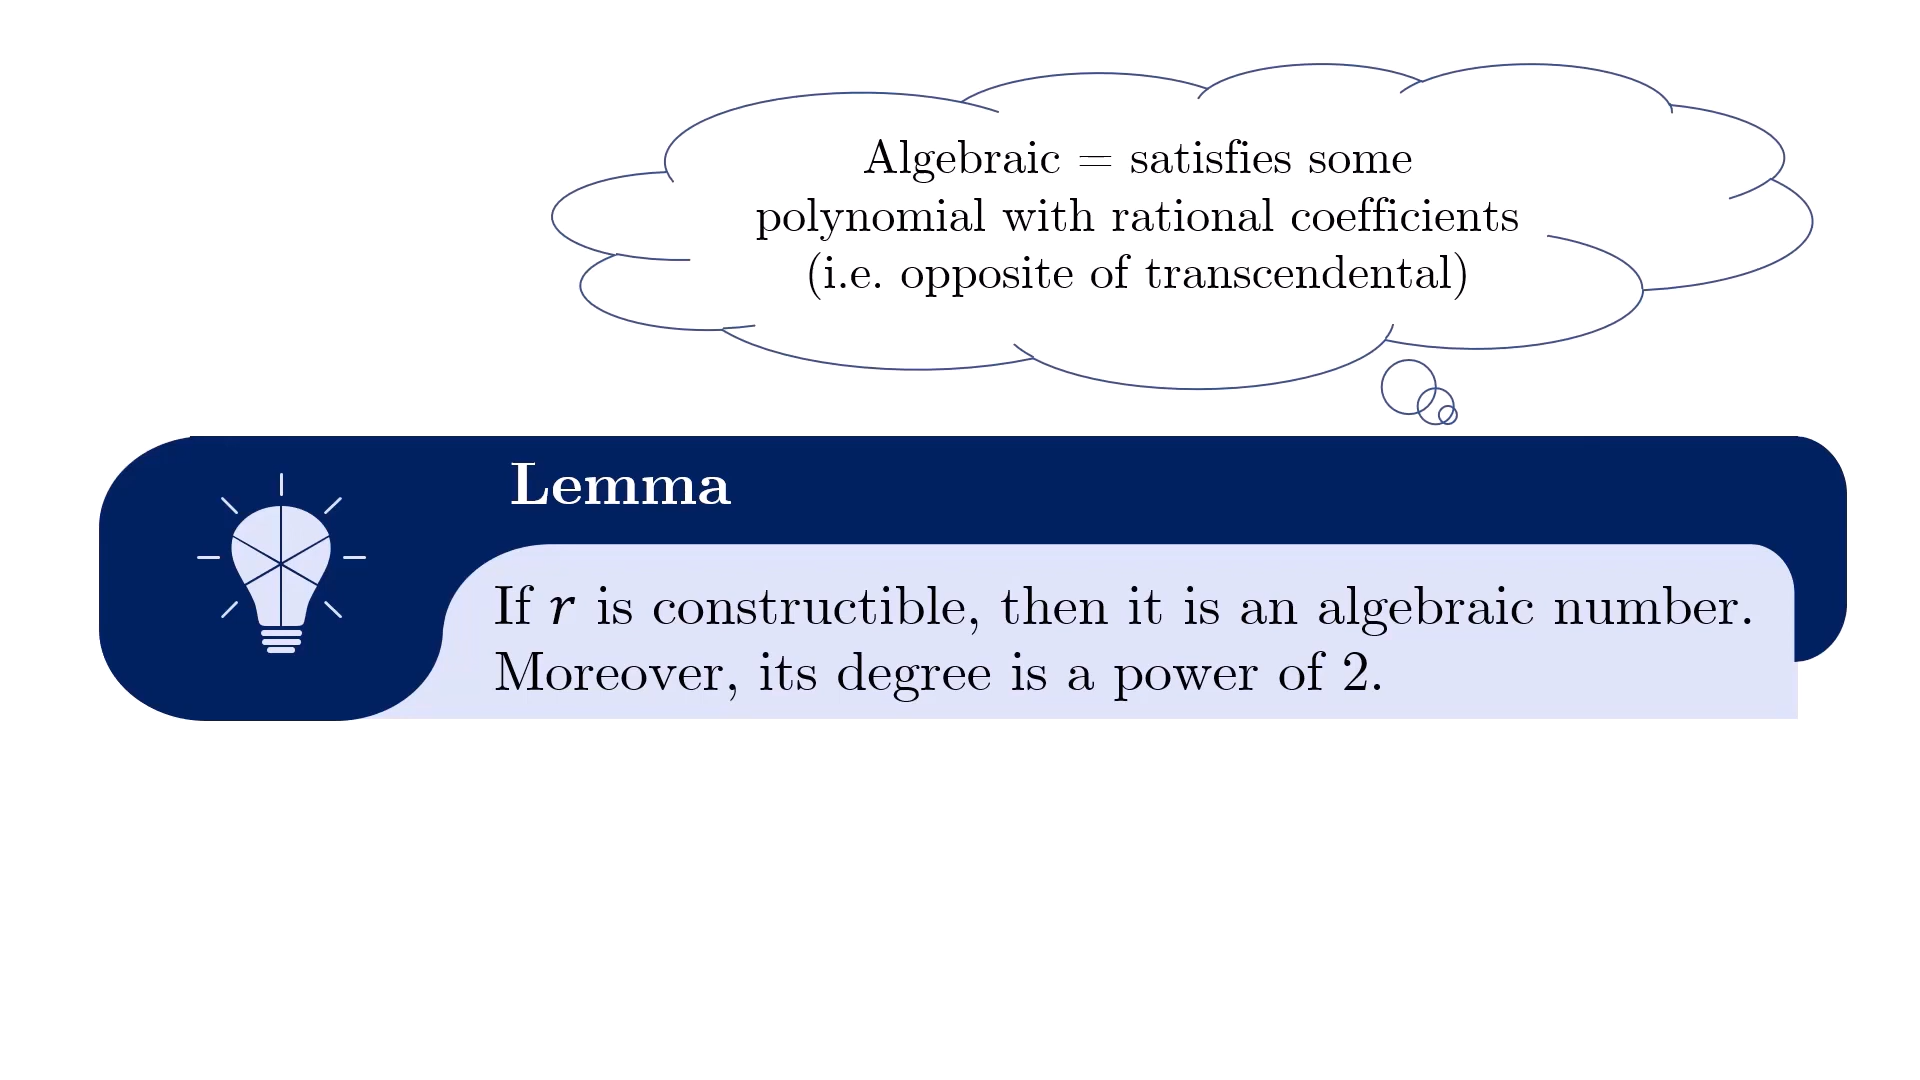 Algebraic = satisfies some
polynomial with rational coefficients
(i.e. opposite of transcendental)
Lemma
If r is constructible, then it is an algebraic number.
Moreover, its degree is a power of 2.